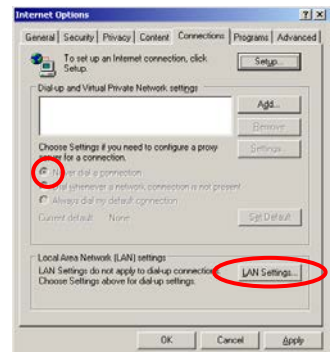 Internet Options
General Security Privacy Content Connections Programs Advanced
To set up an Internet connection, click
Setup.
Setup...
Dial-up and Virtual Private Network settings
Add...
Remove
Choose Settings if you need to configure a proxy
server for a connection.
Settings...
Never dial a connection
Dial whenever a network connection is not present
Always dial my default connection
Current default: None
Set Default
Local Area Network (LAN) settings
LAN Settings do not apply to dial-up connections.
Choose Settings above for dial-up settings.
LAN Settings...
OK Cancel Apply